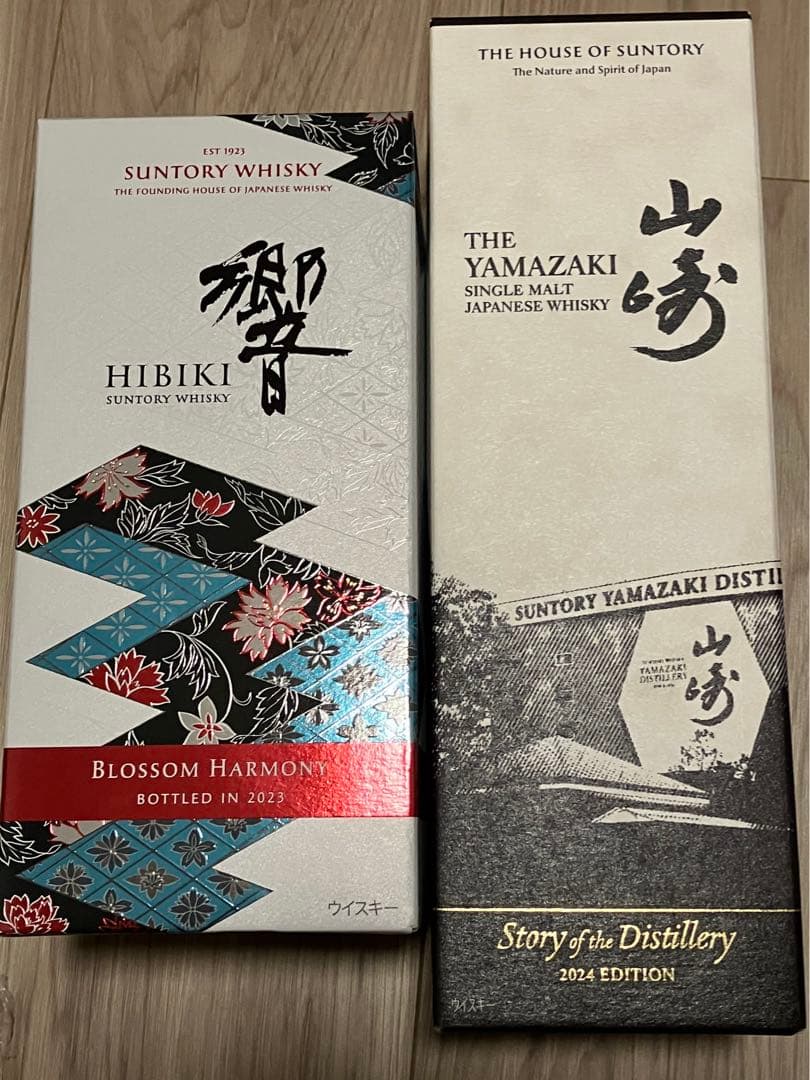 EST 1923
SUNTORY WHISKY
THE FOUNDING HOUSE OF JAPANESE WHISKY
響
HIBIKI
SUNTORY WHISKY
BLOSSOM HARMONY
BOTTLED IN 2023
ウイスキー
THE HOUSE OF SUNTORY
The Nature and Spirit of Japan
THE
YAMAZAKI
SINGLE MALT
JAPANESE WHISKY
山崎
SUNTORY YAMAZAKI DISTIL
山崎
YAMAZAKI
DISTILLERY
Story of the Distillery
2024 EDITION
ウイスキー